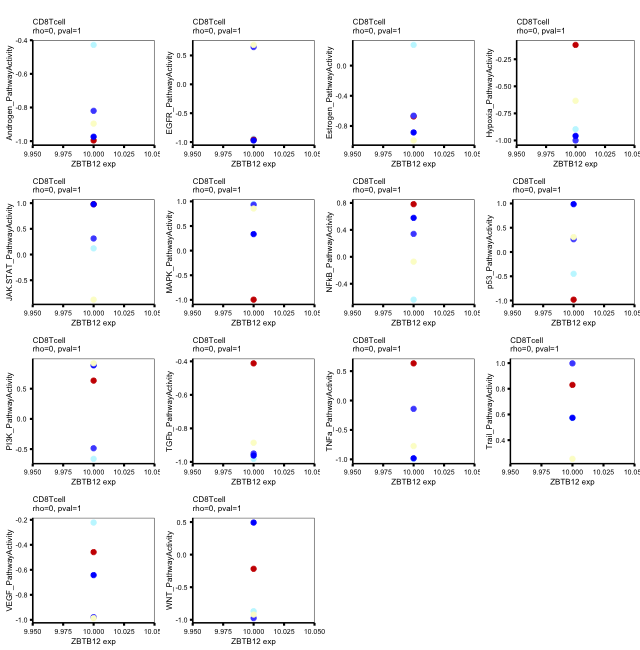 CD8Tcell CD8Tcell CD8Tcell CD8Tcell
rho=0, pval=1 rho=0, pval=1 rho=0, pval=1 rho=0, pval=1
Androgen_PathwayActivity
-0.4
-0.6
-0.8
-1.0
9.950 9.975 10.000 10.025 10.05
ZBTB12 exp
EGFR_PathwayActivity
0.5
0.0
-0.5
-1.0
9.950 9.975 10.000 10.025 10.05
ZBTB12 exp
Estrogen_PathwayActivity
0.0
-0.4
-0.8
9.950 9.975 10.000 10.025 10.05
ZBTB12 exp
Hypoxia_PathwayActivity
-0.25
-0.50
-0.75
-1.00
9.950 9.975 10.000 10.025 10.05
ZBTB12 exp
CD8Tcell CD8Tcell CD8Tcell CD8Tcell
rho=0, pval=1 rho=0, pval=1 rho=0, pval=1 rho=0, pval=1
JAK.STAT_PathwayActivity
1.0
0.5
0.0
-0.5
9.950 9.975 10.000 10.025 10.05
ZBTB12 exp
MAPK_PathwayActivity
1.0
0.5
0.0
-0.5
-1.0
9.950 9.975 10.000 10.025 10.05
ZBTB12 exp
NFkB_PathwayActivity
0.8
0.4
0.0
-0.4
9.950 9.975 10.000 10.025 10.05
ZBTB12 exp
p53_PathwayActivity
1.0
0.5
0.0
-0.5
-1.0
9.950 9.975 10.000 10.025 10.05
ZBTB12 exp
CD8Tcell CD8Tcell CD8Tcell CD8Tcell
rho=0, pval=1 rho=0, pval=1 rho=0, pval=1 rho=0, pval=1
PI3K_PathwayActivity
0.5
0.0
-0.5
9.950 9.975 10.000 10.025 10.05
ZBTB12 exp
TGFb_PathwayActivity
-0.4
-0.6
-0.8
-1.0
9.950 9.975 10.000 10.025 10.05
ZBTB12 exp
TNFa_PathwayActivity
0.5
0.0
-0.5
-1.0
9.950 9.975 10.000 10.025 10.05
ZBTB12 exp
Trail_PathwayActivity
1.0
0.8
0.6
0.4
9.950 9.975 10.000 10.025 10.05
ZBTB12 exp
CD8Tcell CD8Tcell
rho=0, pval=1 rho=0, pval=1
VEGF_PathwayActivity
-0.2
-0.4
-0.6
-0.8
-1.0
9.950 9.975 10.000 10.025 10.05
ZBTB12 exp
WNT_PathwayActivity
0.5
0.0
-0.5
-1.0
9.950 9.975 10.000 10.025 10.050
ZBTB12 exp